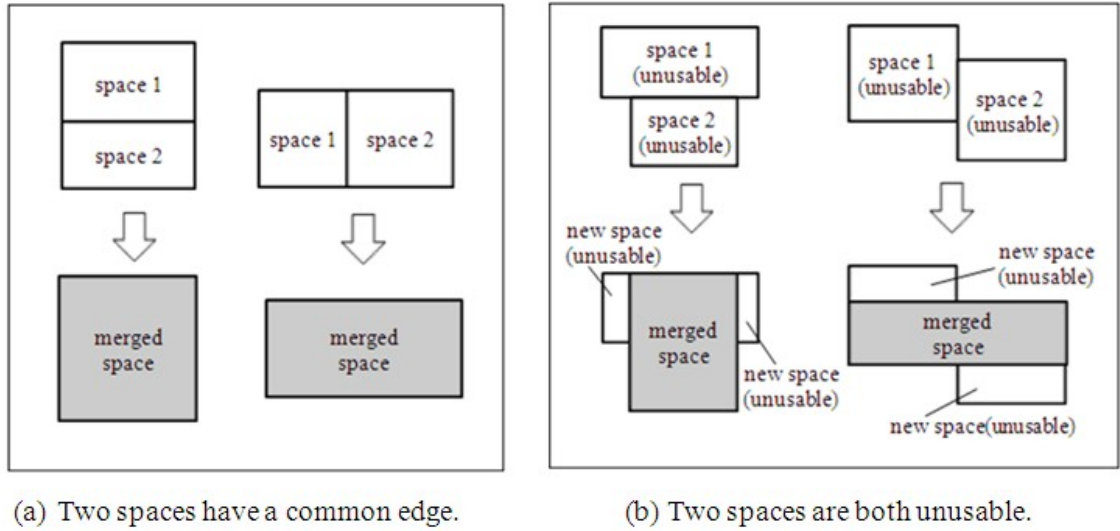 space 1
space 2
space 1
space 2
merged
space
merged
space
space 1
(unusable)
space 2
(unusable)
space 1
(unusable)
space 2
(unusable)
new space
(unusable)
merged
space
new space
(unusable)
new space
(unusable)
merged
space
new space(unusable)
(a) Two spaces have a common edge.
(b) Two spaces are both unusable.